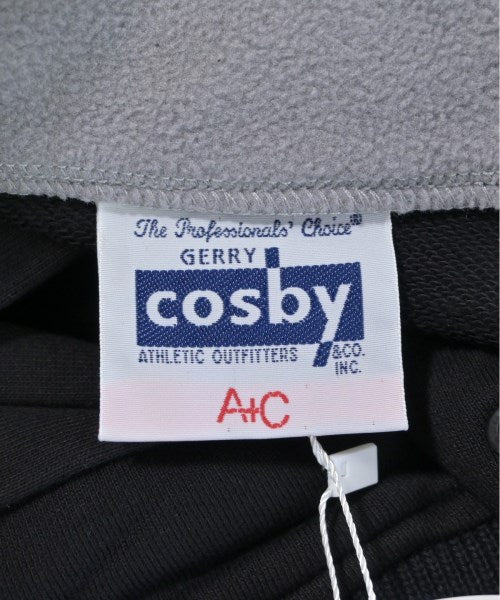 The Professionals' Choice®
GERRY
cosby
ATHLETIC OUTFITTERS &CO.
INC.
A+C